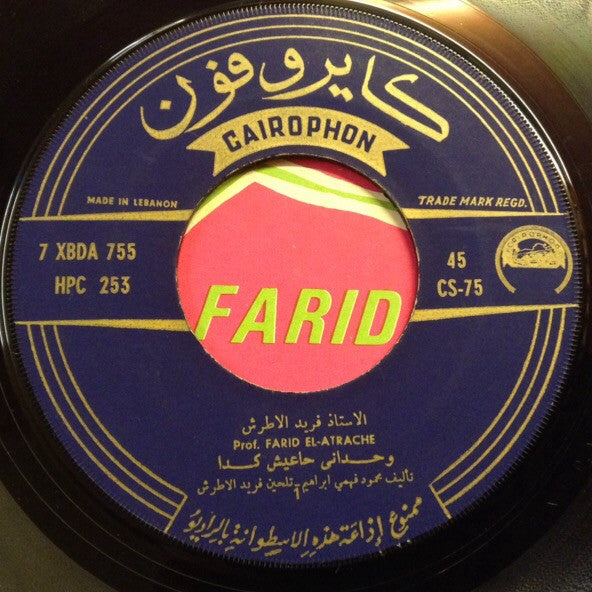 كايروفون
CAIROPHON
MADE IN LEBANON
TRADE MARK REGD.
7 XBDA 755
HPC 253
45
CS-75
FARID
الاستاذ فريد الاطرش
Prof. FARID EL-ATRACHE
وحدانى حاعيش كدا
تأليف محمود فهمي ابراهيم - تلحين فريد الاطرش
ممنوع إذاعة هذه الاسطوانة بالراديو